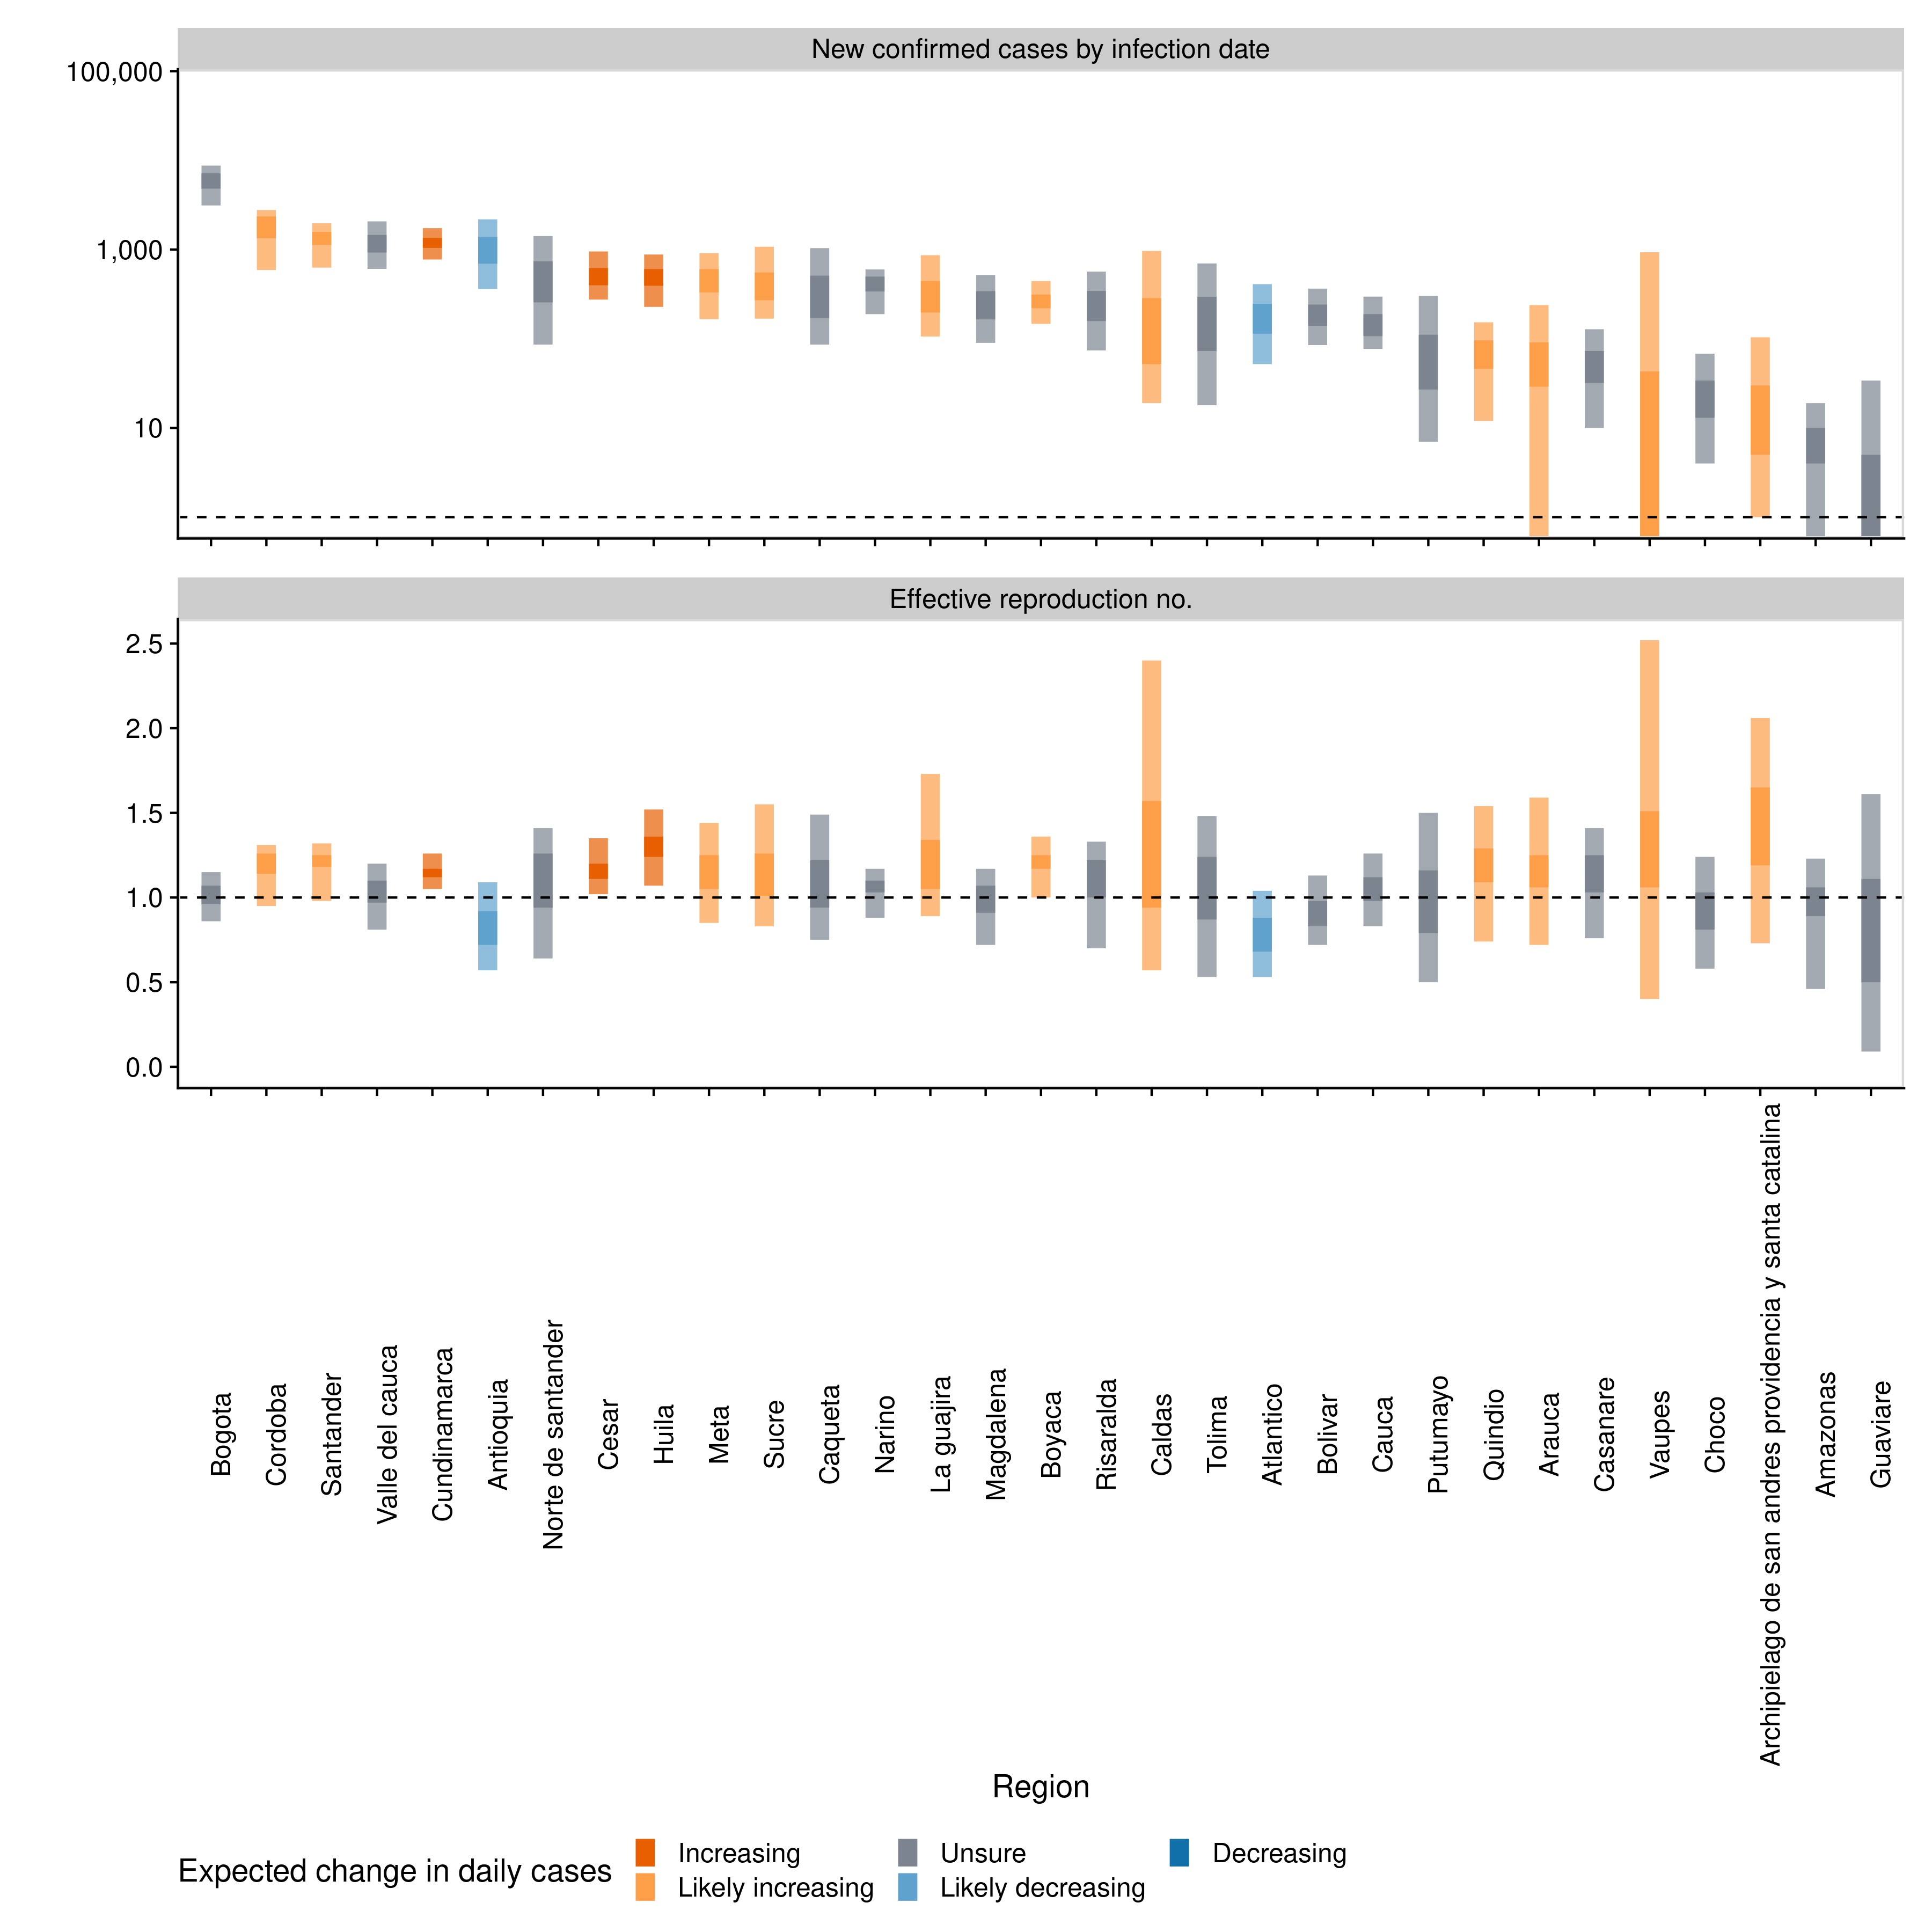 New confirmed cases by infection date
100,000
1,000
10
Effective reproduction no.
2.5
2.0
1.5
1.0
0.5
0.0
Bogota
Cordoba
Santander
Valle del cauca
Cundinamarca
Antioquia
Norte de santander
Cesar
Huila
Meta
Sucre
Caqueta
Narino
La guajira
Magdalena
Boyaca
Risaralda
Caldas
Tolima
Atlantico
Bolivar
Cauca
Putumayo
Quindio
Arauca
Casanare
Vaupes
Choco
Archipielago de san andres providencia y santa catalina
Amazonas
Guaviare
Region
Expected change in daily cases
Increasing
Likely increasing
Unsure
Likely decreasing
Decreasing